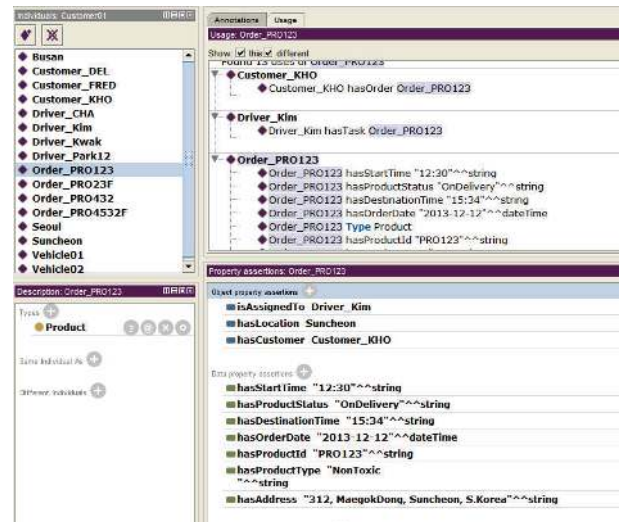 Individuals: Customer01
Busan
Customer_DEL
Customer_FRED
Customer_KHO
Driver_CHA
Driver_Kim
Driver_Kwak
Driver_Park12
Order_PRO123
Order_PRO23F
Order_PRO432
Order_PRO4532F
Seoul
Suncheon
Vehicle01
Vehicle02
Description: Order_PRO123
Types
Product
Same Individual As
Different Individuals
Annotations Usage
Usage: Order_PRO123
Show: this different
Found 13 uses of Order_PRO123
Customer_KHO
Customer_KHO hasOrder Order_PRO123
Driver_Kim
Driver_Kim hasTask Order_PRO123
Order_PRO123
Order_PRO123 hasStartTime "12:30"^^string
Order_PRO123 hasProductStatus "OnDelivery"^^string
Order_PRO123 hasDestinationTime "15:34"^^string
Order_PRO123 hasOrderDate "2013-12-12"^^dateTime
Order_PRO123 Type Product
Order_PRO123 hasProductId "PRO123"^^string
Property assertions: Order_PRO123
Object property assertions
isAssignedTo Driver_Kim
hasLocation Suncheon
hasCustomer Customer_KHO
Data property assertions
hasStartTime "12:30"^^string
hasProductStatus "OnDelivery"^^string
hasDestinationTime "15:34"^^string
hasOrderDate "2013-12-12"^^dateTime
hasProductId "PRO123"^^string
hasProductType "NonToxic
"^^string
hasAddress "312, MaegokDong, Suncheon, S.Korea"^^string